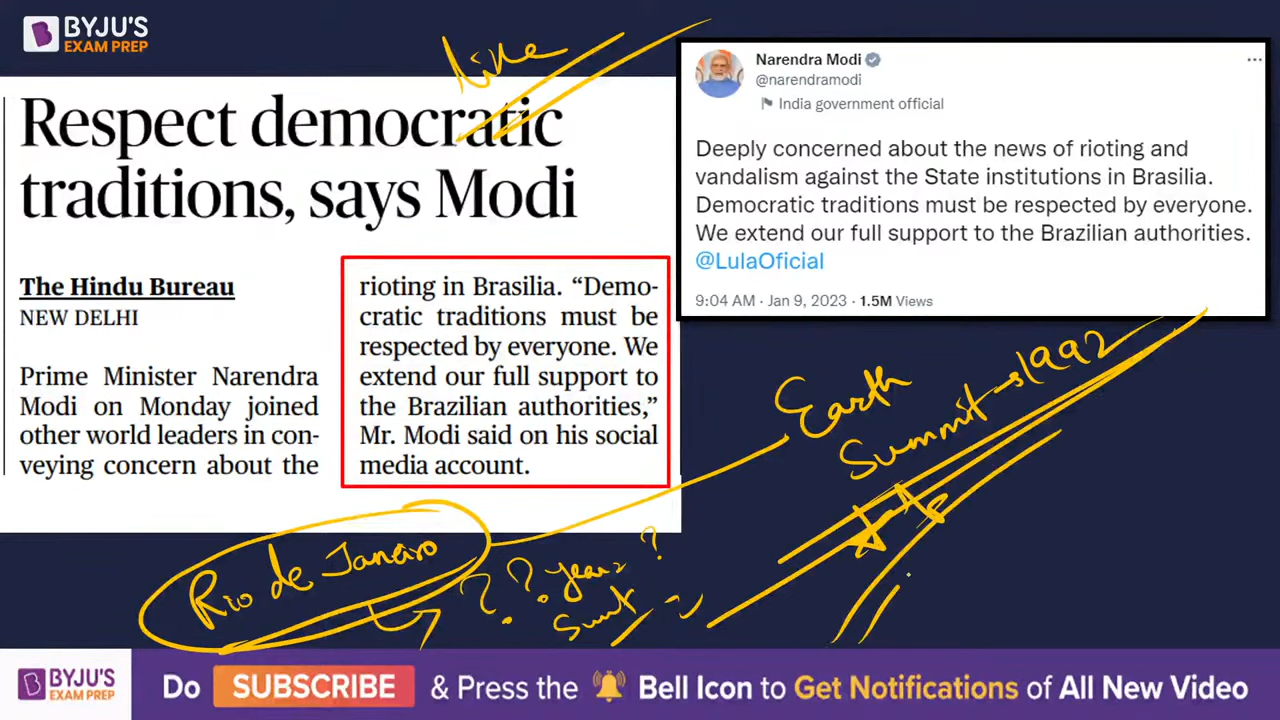 BYJU'S
EXAM PREP
like
Respect democratic
traditions, says Modi
The Hindu Bureau
NEW DELHI
Prime Minister Narendra
Modi on Monday joined
other world leaders in con-
veying concern about the
rioting in Brasilia. “Demo-
cratic traditions must be
respected by everyone. We
extend our full support to
the Brazilian authorities,”
Mr. Modi said on his social
media account.
Narendra Modi
@narendramodi
India government official
Deeply concerned about the news of rioting and
vandalism against the State institutions in Brasilia.
Democratic traditions must be respected by everyone.
We extend our full support to the Brazilian authorities.
@LulaOficial
9:04 AM · Jan 9, 2023 · 1.5M Views
Earth
Summit → 1992
Rio de Janeiro
? ? year ?
BYJU'S
EXAM PREP
Do SUBSCRIBE & Press the Bell Icon to Get Notifications of All New Video